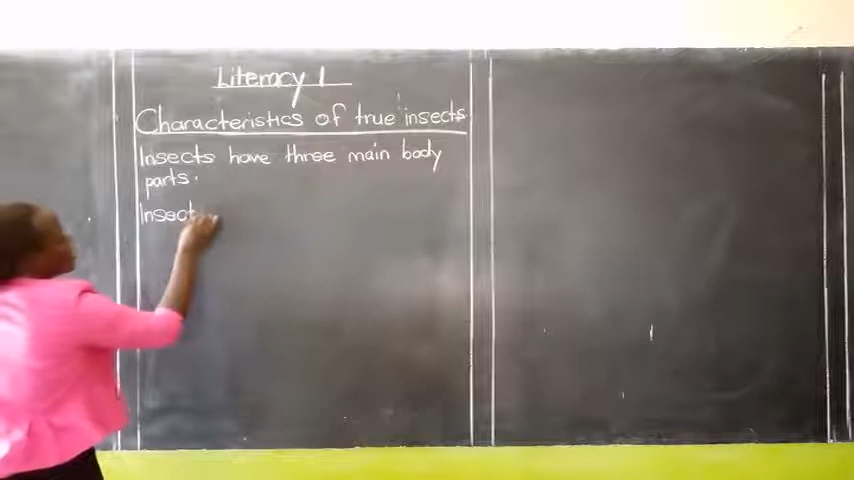 Literacy 1
Characteristics of true insects
Insects have three main body
parts.
Insect